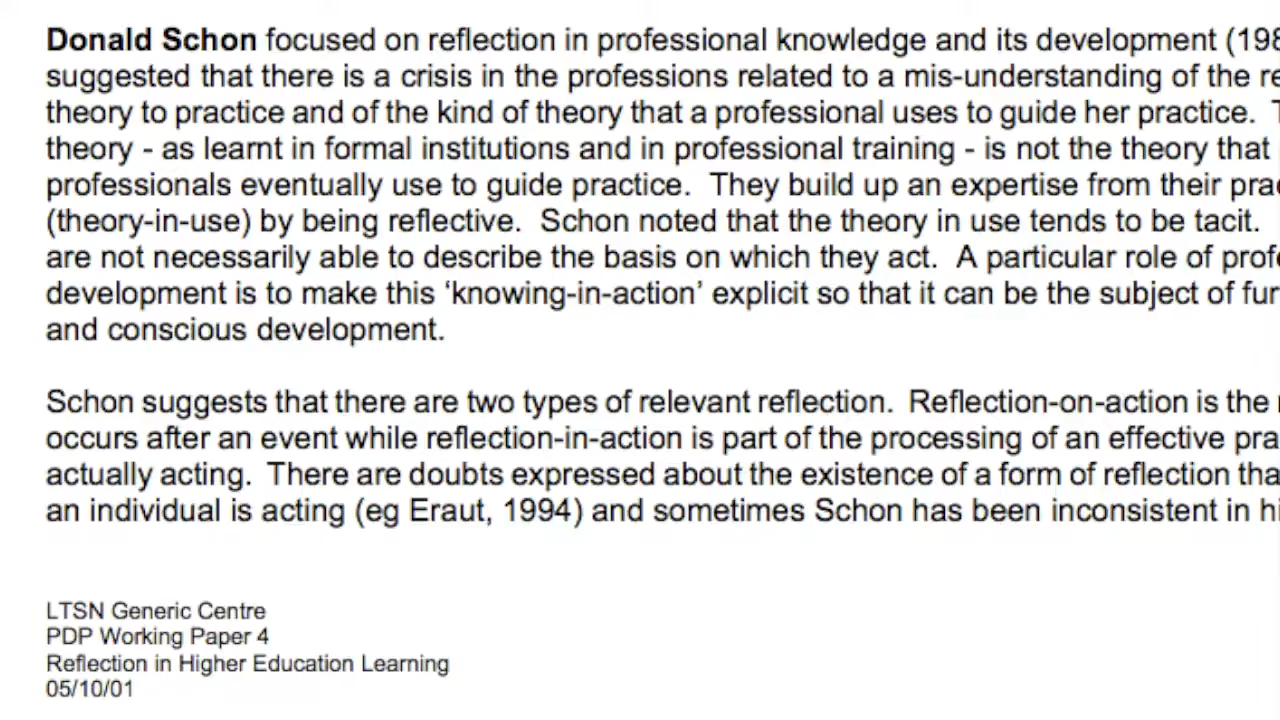 Donald Schon focused on reflection in professional knowledge and its development (198
suggested that there is a crisis in the professions related to a mis-understanding of the re
theory to practice and of the kind of theory that a professional uses to guide her practice. T
theory - as learnt in formal institutions and in professional training - is not the theory that
professionals eventually use to guide practice. They build up an expertise from their prac
(theory-in-use) by being reflective. Schon noted that the theory in use tends to be tacit.
are not necessarily able to describe the basis on which they act. A particular role of profe
development is to make this ‘knowing-in-action’ explicit so that it can be the subject of fur
and conscious development.
Schon suggests that there are two types of relevant reflection. Reflection-on-action is the
occurs after an event while reflection-in-action is part of the processing of an effective pra
actually acting. There are doubts expressed about the existence of a form of reflection tha
an individual is acting (eg Eraut, 1994) and sometimes Schon has been inconsistent in hi
LTSN Generic Centre
PDP Working Paper 4
Reflection in Higher Education Learning
05/10/01